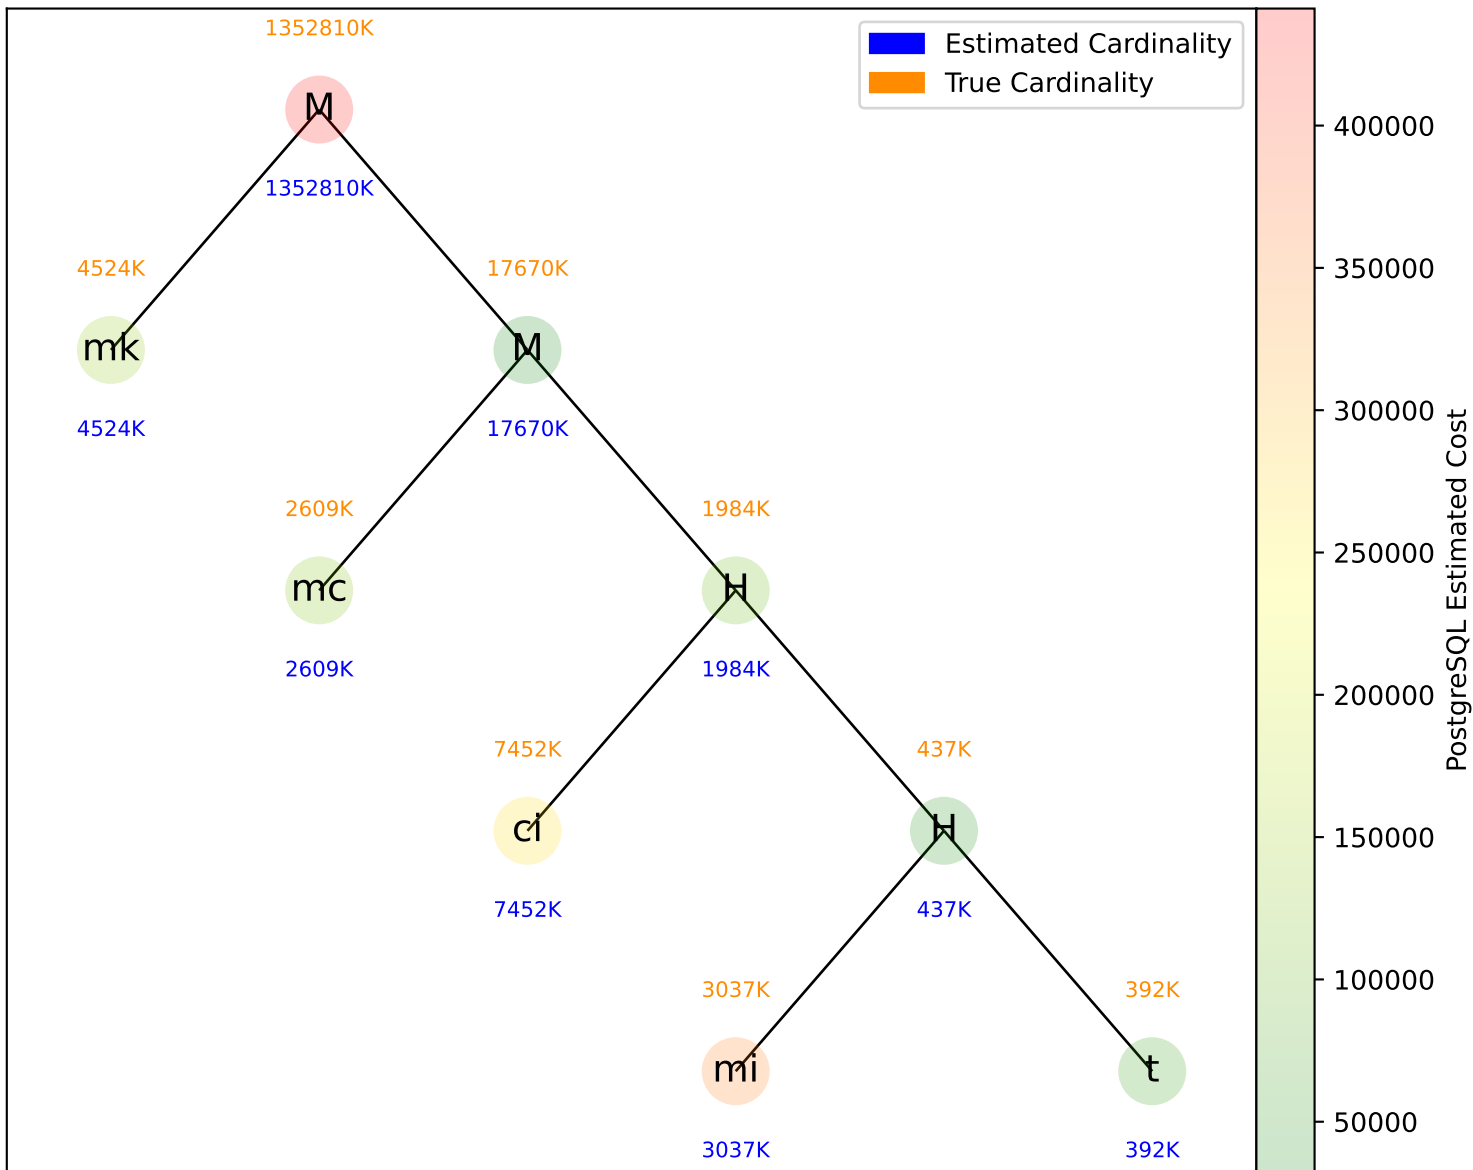 1352810K
Estimated Cardinality
True Cardinality
M
1352810K
4524K
17670K
mk
M
4524K
17670K
2609K
1984K
mc
H
2609K
1984K
7452K
437K
ci
H
7452K
437K
3037K
392K
mi
t
3037K
392K
400000
350000
300000
250000
200000
150000
100000
50000
PostgreSQL Estimated Cost